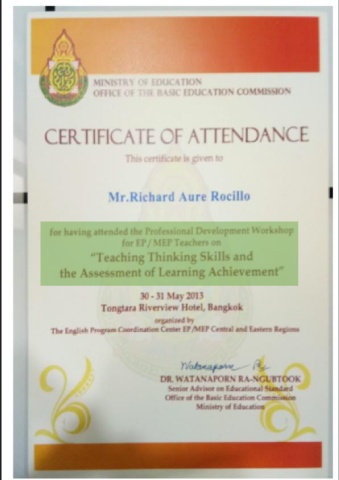 MINISTRY OF EDUCATION
OFFICE OF THE BASIC EDUCATION COMMISSION
CERTIFICATE OF ATTENDANCE
This certificate is given to
Mr.Richard Aure Rocillo
for having attended the Professional Development Workshop
for EP / MEP Teachers on
"Teaching Thinking Skills and
the Assessment of Learning Achievement"
30 - 31 May 2013
Tongtara Riverview Hotel, Bangkok
organized by
The English Program Coordination Center EP /MEP Central and Eastern Regions
DR. WATANAPORN RA-NGUBTOOK
Senior Advisor on Educational Standard
Office of the Basic Education Commission
Ministry of Education